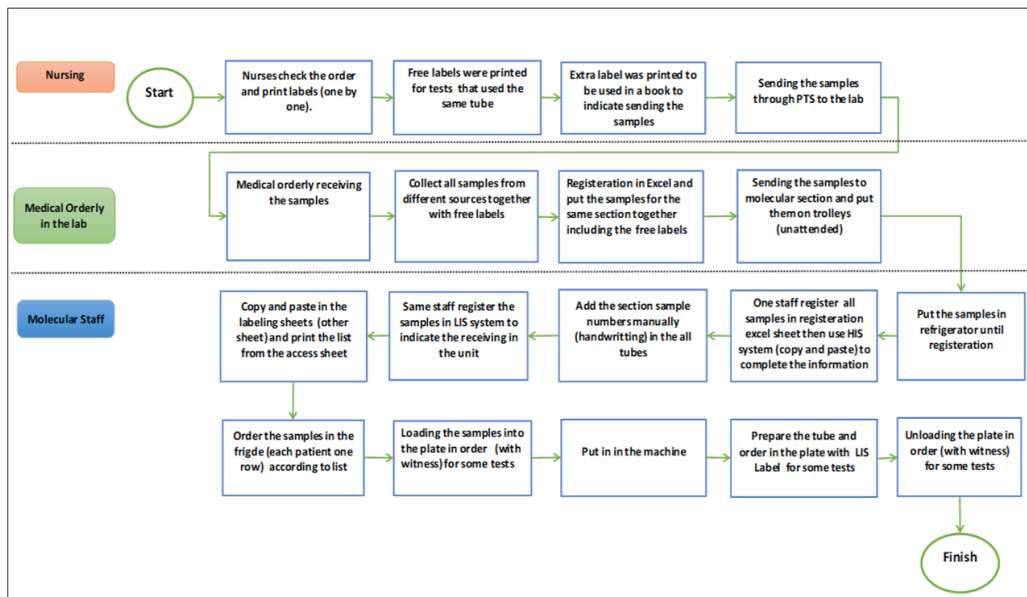 Nursing
Start
Nurses check the order
and print labels (one by
one).
Free labels were printed
for tests that used the
same tube
Extra label was printed to
be used in a book to
indicate sending the
samples
Sending the samples
through PTS to the lab
Medical Orderly
in the lab
Medical orderly receiving
the samples
Collect all samples from
different sources together
with free labels
Registeration in Excel and
put the samples for the
same section together
including the free labels
Sending the samples to
molecular section and put
them on trolleys
(unattended)
Molecular Staff
Copy and paste in the
labeling sheets (other
sheet) and print the list
from the access sheet
Same staff register the
samples in LIS system to
indicate the receiving in
the unit
Add the section sample
numbers manually
(handwritting) in the all
tubes
One staff register all
samples in registeration
excel sheet then use HIS
system (copy and paste) to
complete the information
Put the samples in
refrigerator until
registeration
Order the samples in the
frigde (each patient one
row) according to list
Loading the samples into
the plate in order (with
witness) for some tests
Put in in the machine
Prepare the tube and
order in the plate with LIS
Label for some tests
Unloading the plate in
order (with witness) for
some tests
Finish